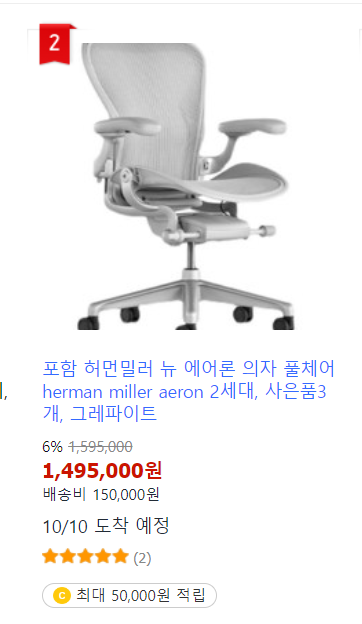 2
포함 허먼밀러 뉴 에어론 의자 풀체어
herman miller aeron 2세대, 사은품3
개, 그레파이트
6% 1,595,000
1,495,000원
배송비 150,000원
10/10 도착 예정
(2)
C 최대 50,000원 적립